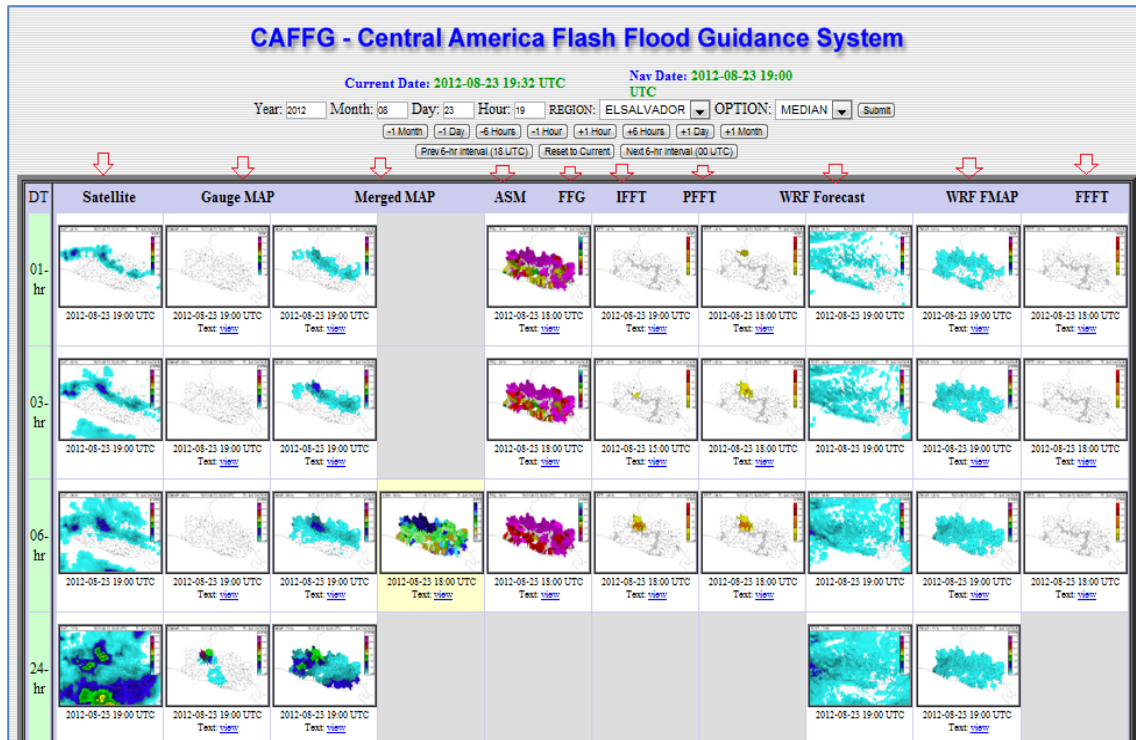 CAFFG - Central America Flash Flood Guidance System
Current Date: 2012-08-23 19:32 UTC
Nav Date: 2012-08-23 19:00
UTC
Year: 2012 Month: 08 Day: 23 Hour: 19 REGION: ELSALVADOR OPTION: MEDIAN Submit
-1 Month -1 Day -6 Hours -1 Hour +1 Hour +6 Hours +1 Day +1 Month
Prev 6-hr Interval (18 UTC) Reset to Current Next 6-hr Interval (00 UTC)
DT Satellite Gauge MAP Merged MAP ASM FFG IFFT PFFT WRF Forecast WRF FMAP FFFT
01-
hr
2012-08-23 19:00 UTC 2012-08-23 19:00 UTC 2012-08-23 19:00 UTC 2012-08-23 18:00 UTC 2012-08-23 18:00 UTC 2012-08-23 18:00 UTC 2012-08-23 19:00 UTC 2012-08-23 19:00 UTC 2012-08-23 18:00 UTC
Text: view Text: view Text: view Text: view Text: view Text: view Text: view
03-
hr
2012-08-23 19:00 UTC 2012-08-23 19:00 UTC 2012-08-23 19:00 UTC 2012-08-23 18:00 UTC 2012-08-23 15:00 UTC 2012-08-23 18:00 UTC 2012-08-23 19:00 UTC 2012-08-23 19:00 UTC 2012-08-23 18:00 UTC
Text: view Text: view Text: view Text: view Text: view Text: view Text: view
06-
hr
2012-08-23 19:00 UTC 2012-08-23 19:00 UTC 2012-08-23 19:00 UTC 2012-08-23 18:00 UTC 2012-08-23 18:00 UTC 2012-08-23 18:00 UTC 2012-08-23 18:00 UTC 2012-08-23 19:00 UTC 2012-08-23 19:00 UTC 2012-08-23 18:00 UTC
Text: view Text: view Text: view Text: view Text: view Text: view Text: view Text: view
24-
hr
2012-08-23 19:00 UTC 2012-08-23 19:00 UTC 2012-08-23 19:00 UTC 2012-08-23 19:00 UTC 2012-08-23 19:00 UTC
Text: view Text: view Text: view